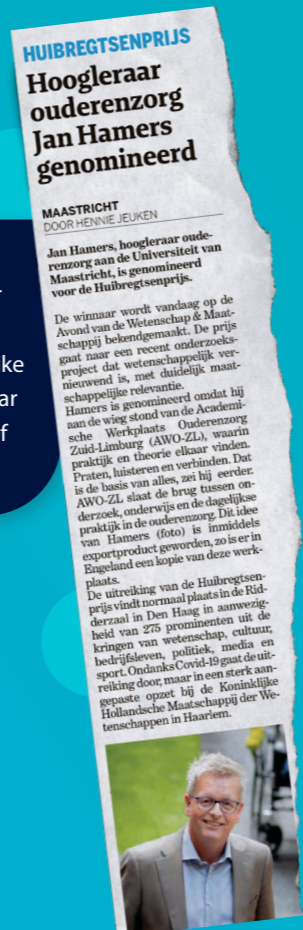 HUIBREGTSENPRIJS
Hoogleraar
ouderenzorg
Jan Hamers
genomineerd
MAASTRICHT
DOOR HENNIE JEUKEN
Jan Hamers, hoogleraar oude-
renzorg aan de Universiteit van
Maastricht, is genomineerd
voor de Huibregtsenprijs.
De winnaar wordt vandaag op de
Avond van de Wetenschap & Maat-
schappij bekendgemaakt. De prijs
gaat naar een recent onderzoeks-
project dat wetenschappelijk ver-
nieuwend is, met duidelijk maat-
schappelijke relevantie.
Hamers is genomineerd omdat hij
aan de wieg stond van de Academi-
sche Werkplaats Ouderenzorg
Zuid-Limburg (AWO-ZL), waarin
praktijk en theorie elkaar vinden.
Praten, luisteren en verbinden. Dat
is de basis van alles, zei hij eerder.
AWO-ZL slaat de brug tussen on-
derzoek, onderwijs en de dagelijkse
praktijk in de ouderenzorg. Dit idee
van Hamers (foto) is inmiddels
exportproduct geworden, zo is er in
Engeland een kopie van deze werk-
plaats.
De uitreiking van de Huibregtsen-
prijs vindt normaal plaats in de Rid-
derzaal in Den Haag in aanwezig-
heid van 275 prominenten uit de
kringen van wetenschap, cultuur,
bedrijfsleven, politiek, media en
sport. Ondanks Covid-19 gaat de uit-
reiking door, maar in een sterk aan-
gepaste opzet bij de Koninklijke
Hollandsche Maatschappij der We-
tenschappen in Haarlem.
ke
ar
f